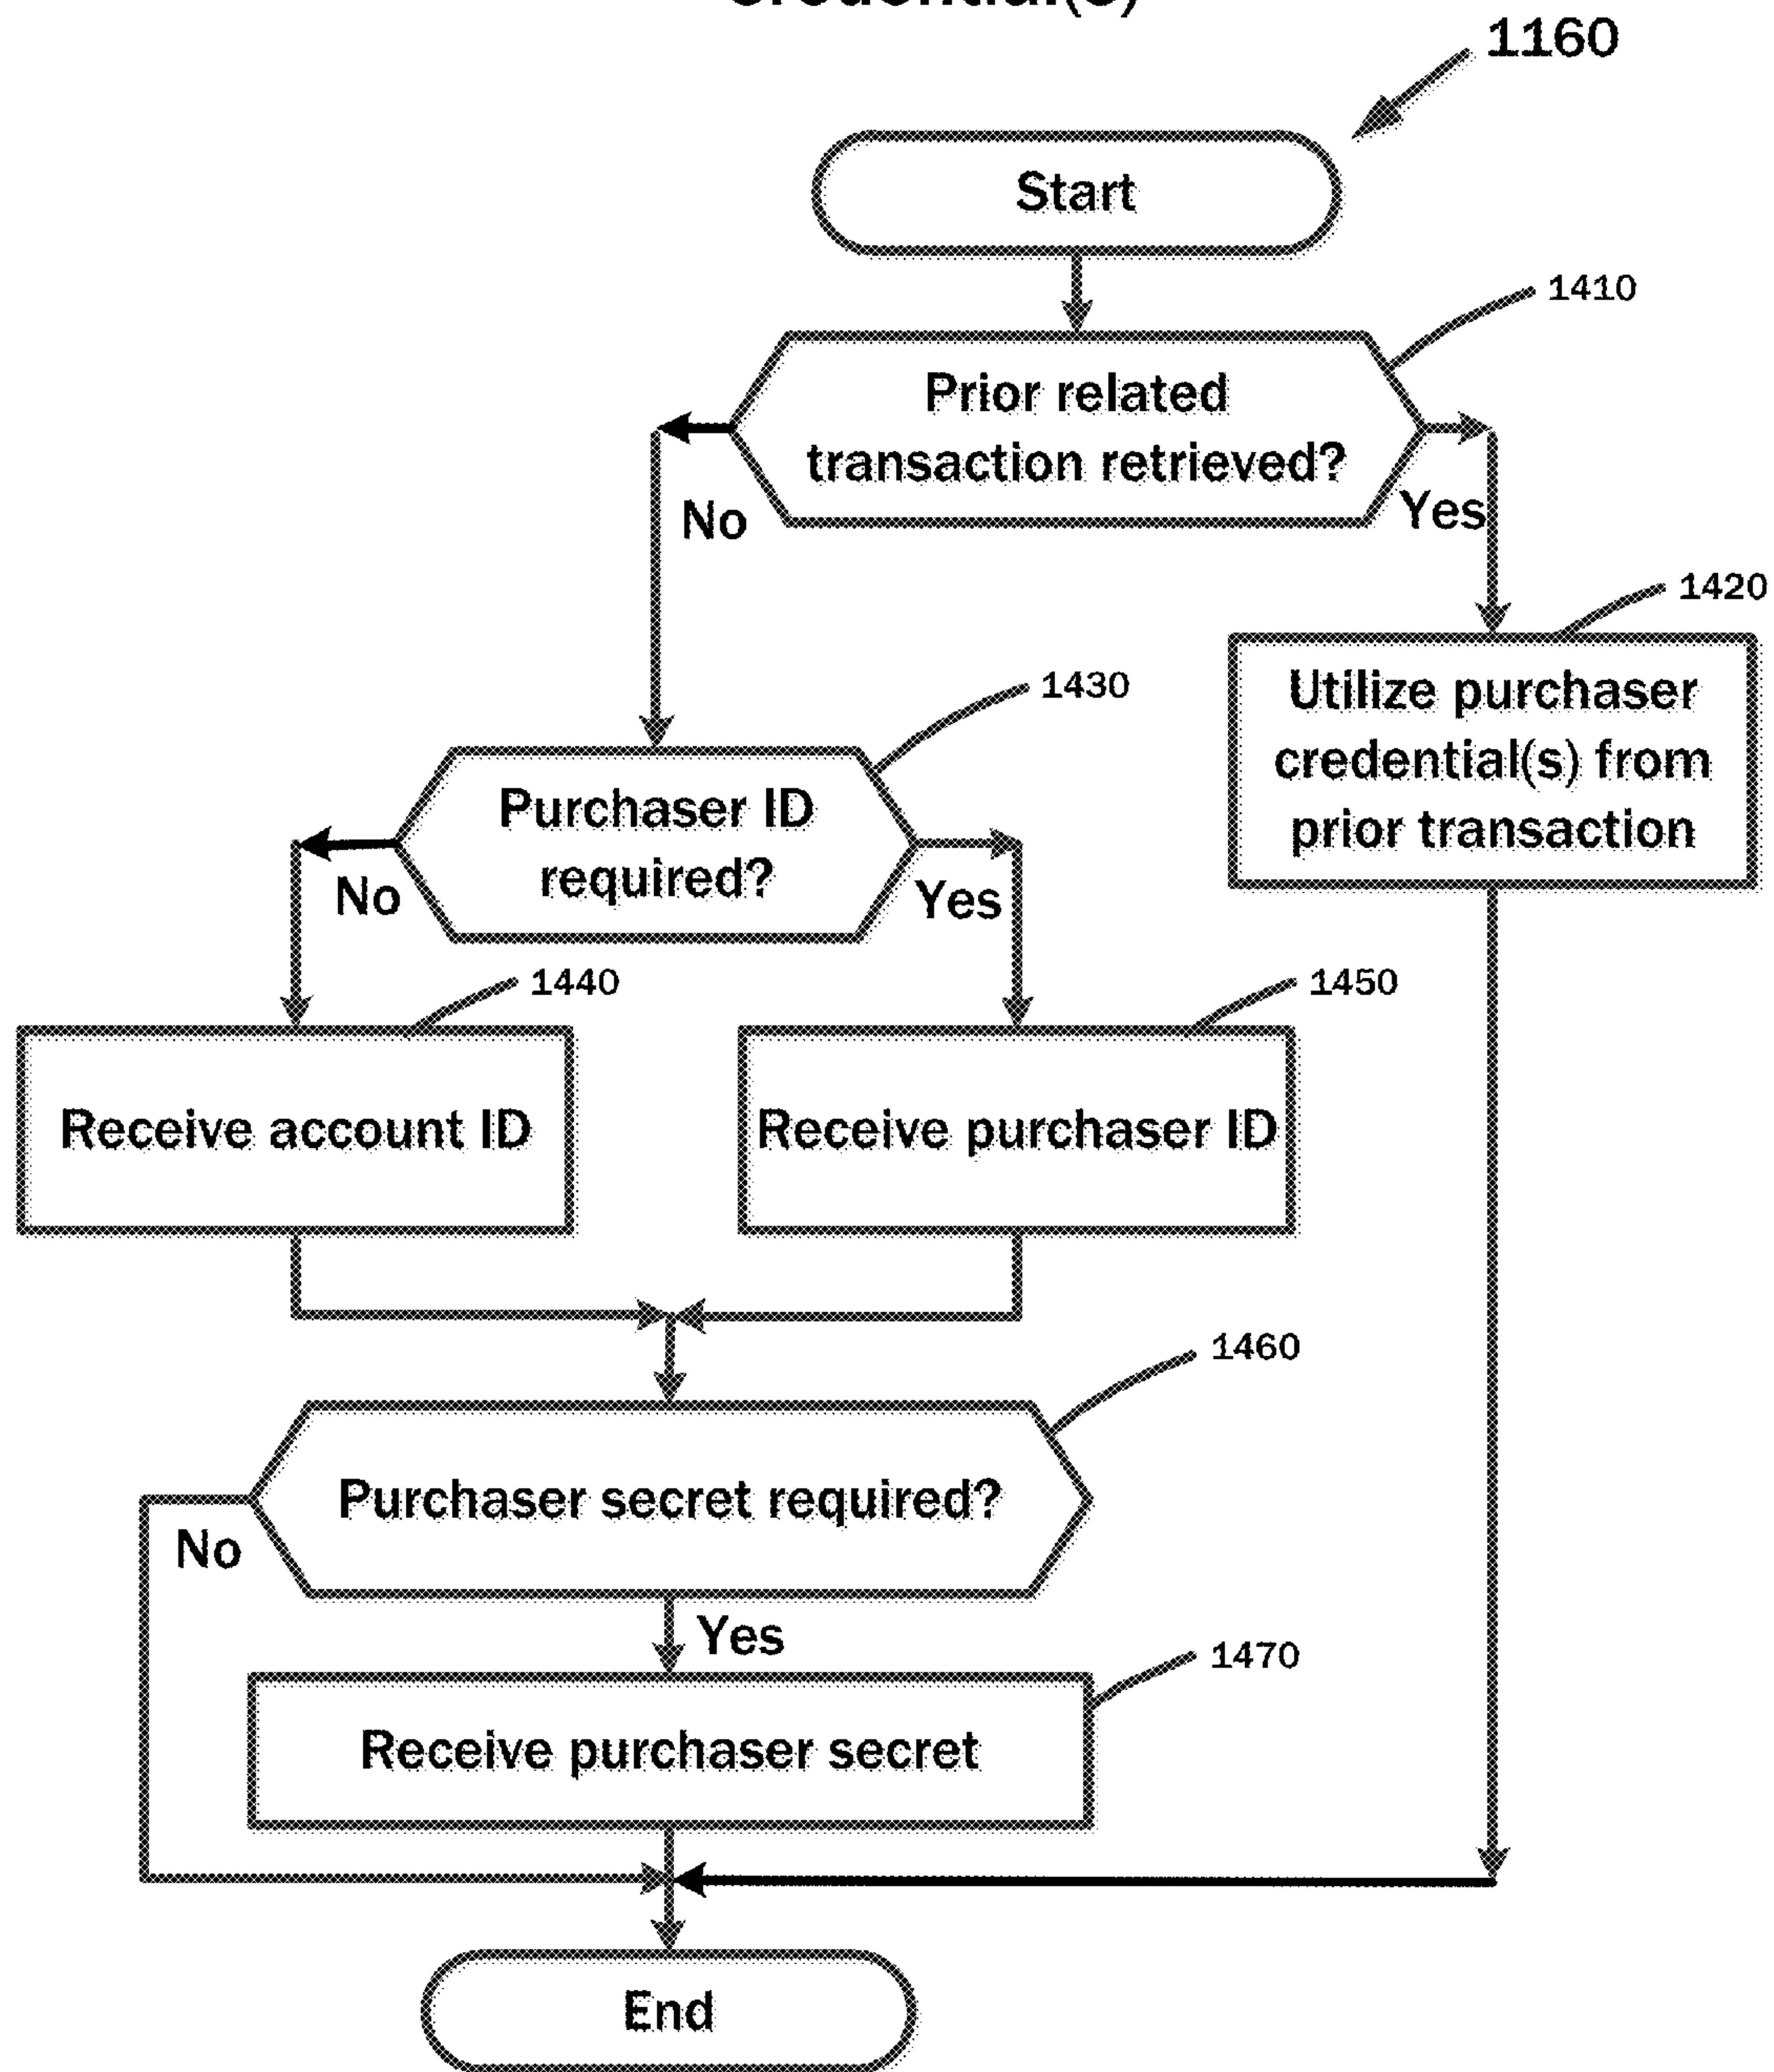 1160
Start
1410
Prior related
transaction retrieved?
No
Yes
1420
Utilize purchaser
credential(s) from
prior transaction
1430
Purchaser ID
required?
No
Yes
1440
1450
Receive account ID
Receive purchaser ID
1460
Purchaser secret required?
No
Yes
1470
Receive purchaser secret
End